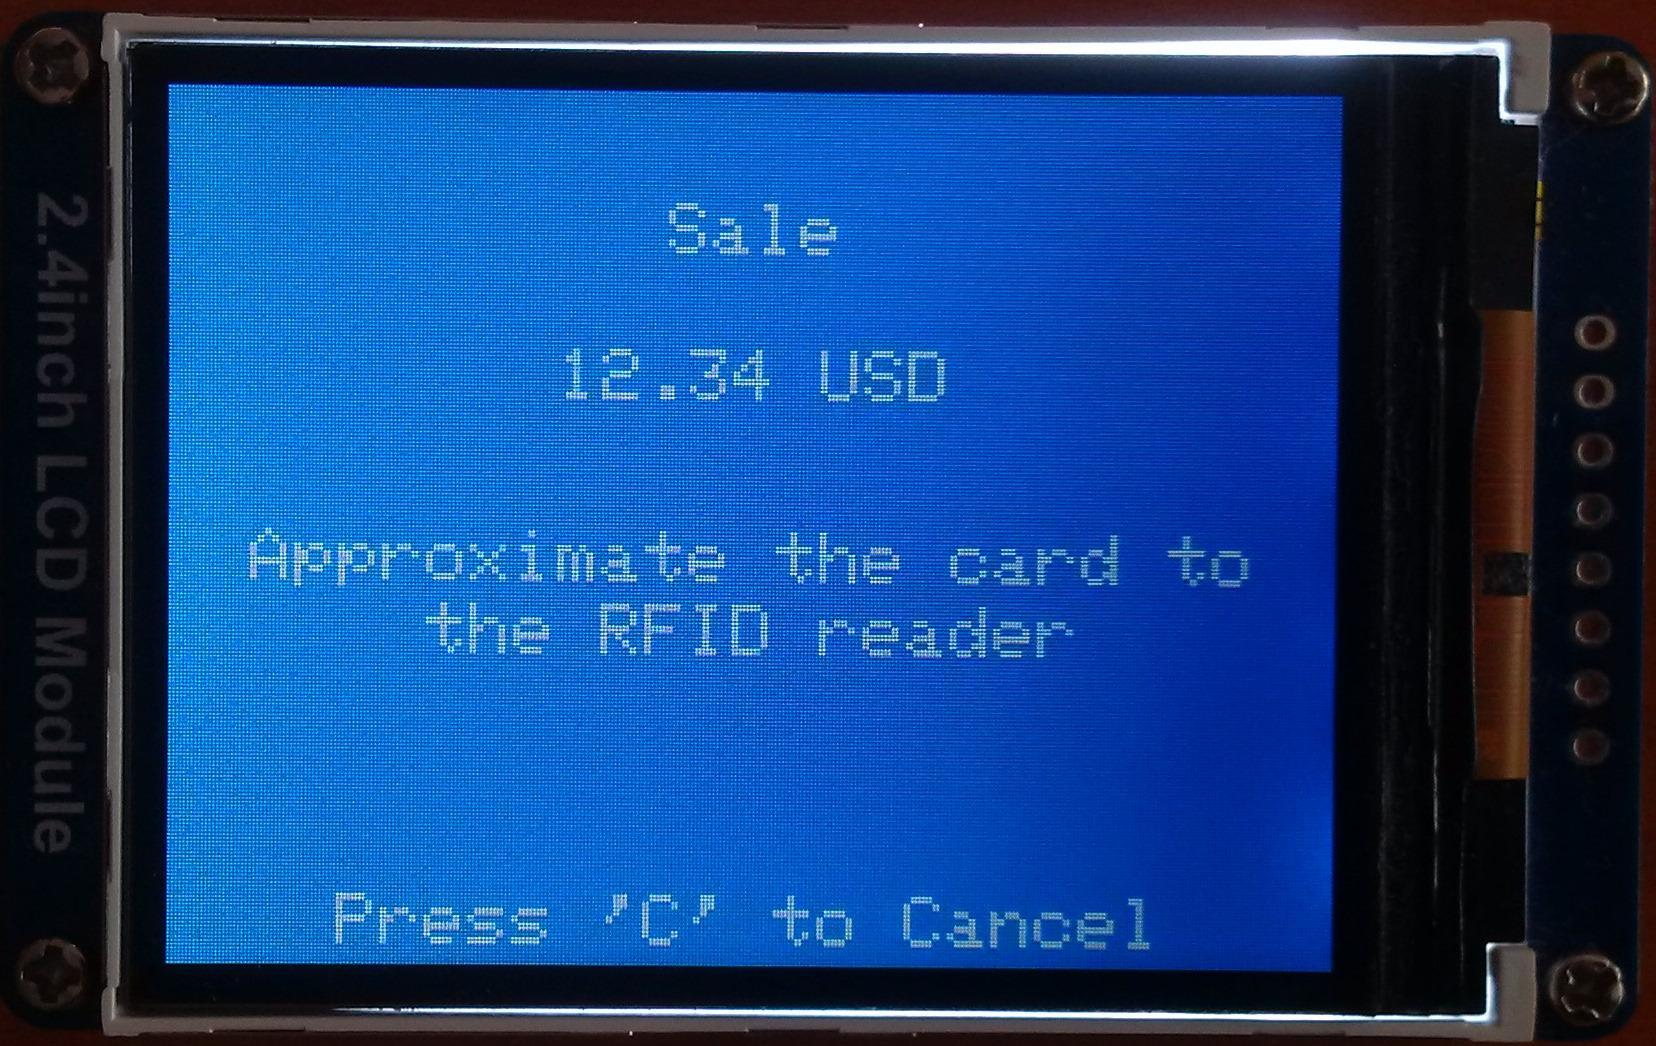 Sale
12.34 USD
Approximate the card to
the RFID reader
Press 'C' to Cancel
2.4inch LCD Module